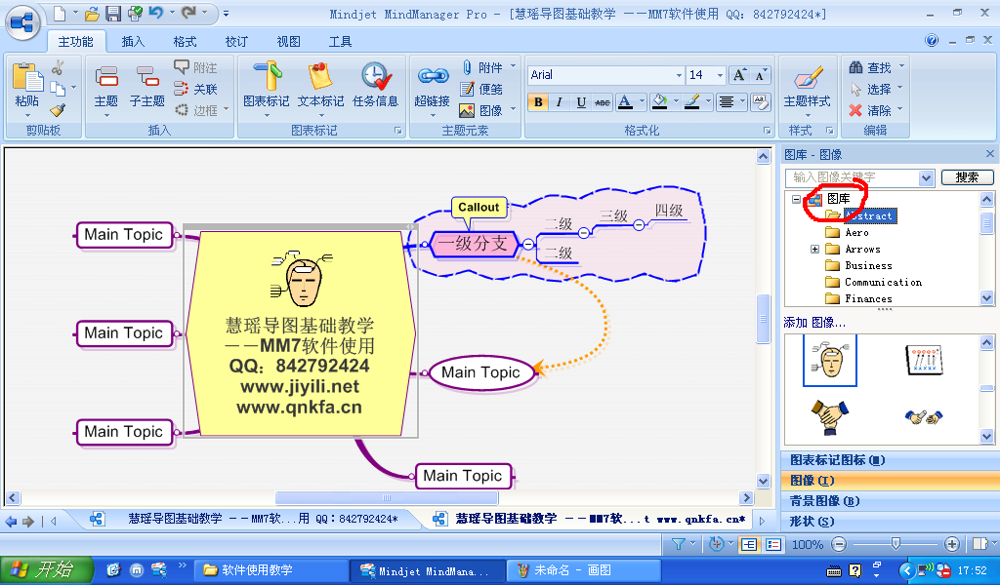 Mindjet MindManager Pro - [慧瑶导图基础教学 －－MM7软件使用 QQ: 842792424*]
主功能 插入 格式 校订 视图 工具
粘贴
剪贴板
主题 子主题
附注
关联
边框
插入
图表标记 文本标记 任务信息
图表标记
超链接
附件
便笺
图像
主题元素
Arial 14
B I U ABC A
格式化
主题样式
样式
查找
选择
清除
编辑
图库 - 图像
输入图像关键字 搜索
图库
Abstract
Aero
Arrows
Business
Communication
Finances
添加 图像...
图表标记图标 (M)
图像 (I)
背景图像 (B)
形状 (S)
Callout
一级分支
二级
三级
四级
二级
Main Topic
Main Topic
Main Topic
慧瑶导图基础教学
－－MM7软件使用
QQ：842792424
www.jiyili.net
www.qnkfa.cn
Main Topic
Main Topic
慧瑶导图基础教学 －－MM7软...用 QQ：842792424*
慧瑶导图基础教学 －－MM7软...t www.qnkfa.cn*
100%
开始
软件使用教学
Mindjet MindMana...
未命名 - 画图
17:52